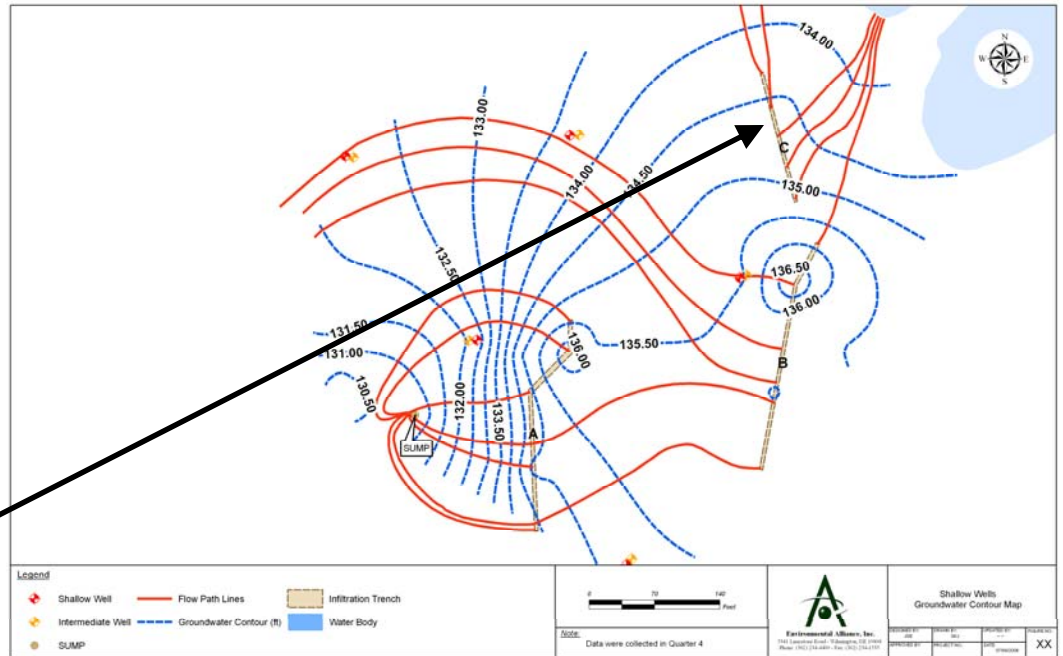 134.00
N
W E
S
133.00
134.00
134.50
C
135.00
132.50
136.50
136.00
131.50
131.00
136.00
135.50
130.50
132.00
133.50
B
A
SUMP
Legend
Shallow Well
Flow Path Lines
Infiltration Trench
Intermediate Well
Groundwater Contour (ft)
Water Body
SUMP
0 70 140
Feet
Note:
Data were collected in Quarter 4
Environmental Alliance, Inc.
Shallow Wells
Groundwater Contour Map
XX